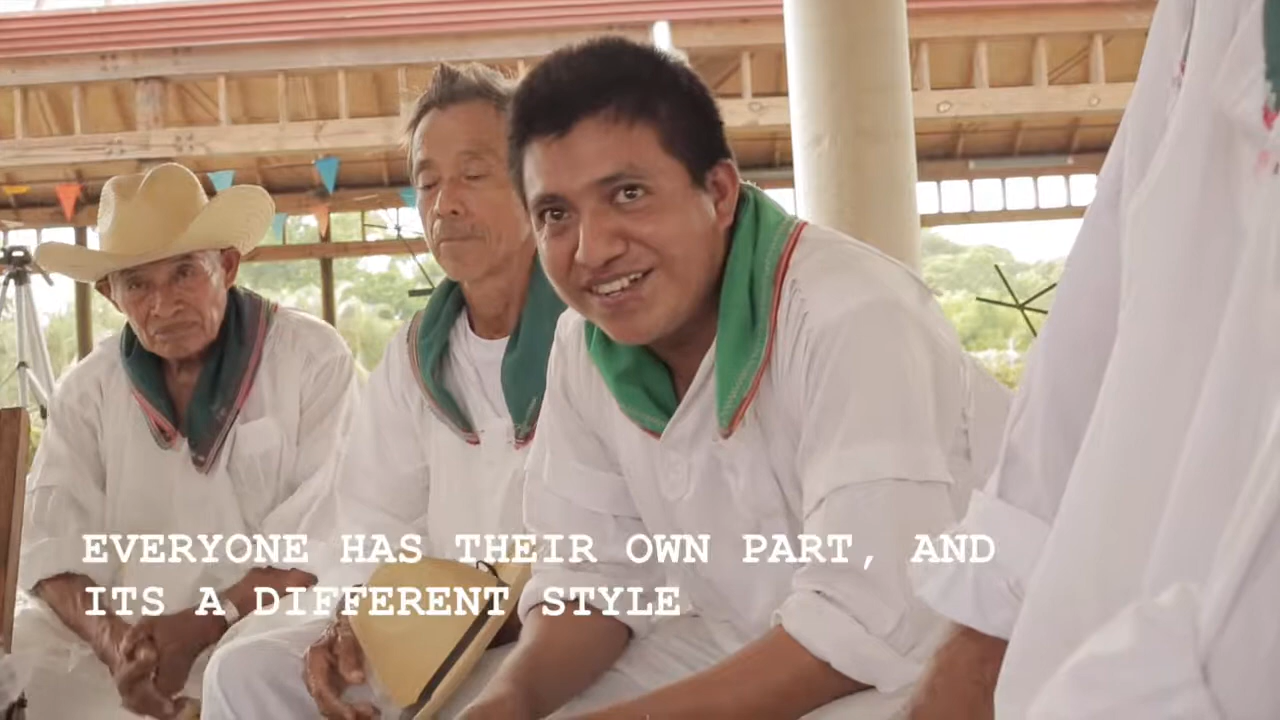 EVERYONE HAS THEIR OWN PART, AND
ITS A DIFFERENT STYLE